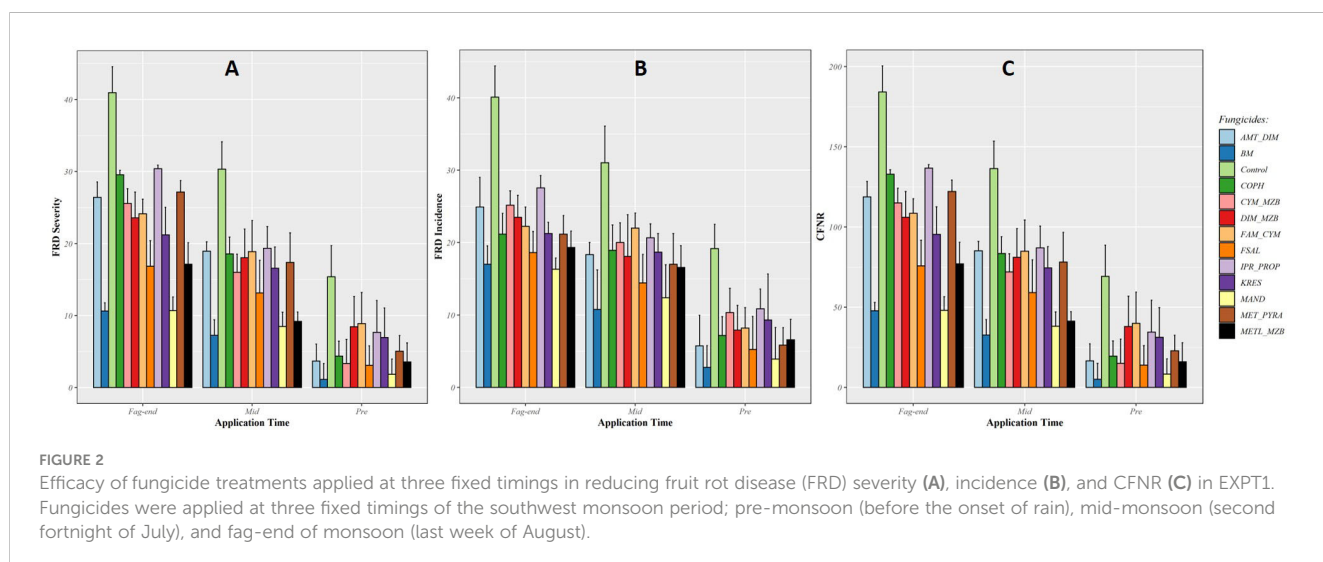 A
B
C
FRD Severity
40
30
20
10
0
Fag-end
Mid
Pre
Application Time
FRD Incidence
40
30
20
10
0
Fag-end
Mid
Pre
Application Time
CFNR
200
150
100
50
0
Fag-end
Mid
Pre
Application Time
Fungicides:
AMT_DIM
BM
Control
COPH
CYM_MZB
DIM_MZB
FAM_CYM
FSAL
IPR_PROP
KRES
MAND
MET_PYRA
METL_MZB
FIGURE 2
Efficacy of fungicide treatments applied at three fixed timings in reducing fruit rot disease (FRD) severity (A), incidence (B), and CFNR (C) in EXPT1.
Fungicides were applied at three fixed timings of the southwest monsoon period; pre-monsoon (before the onset of rain), mid-monsoon (second
fortnight of July), and fag-end of monsoon (last week of August).